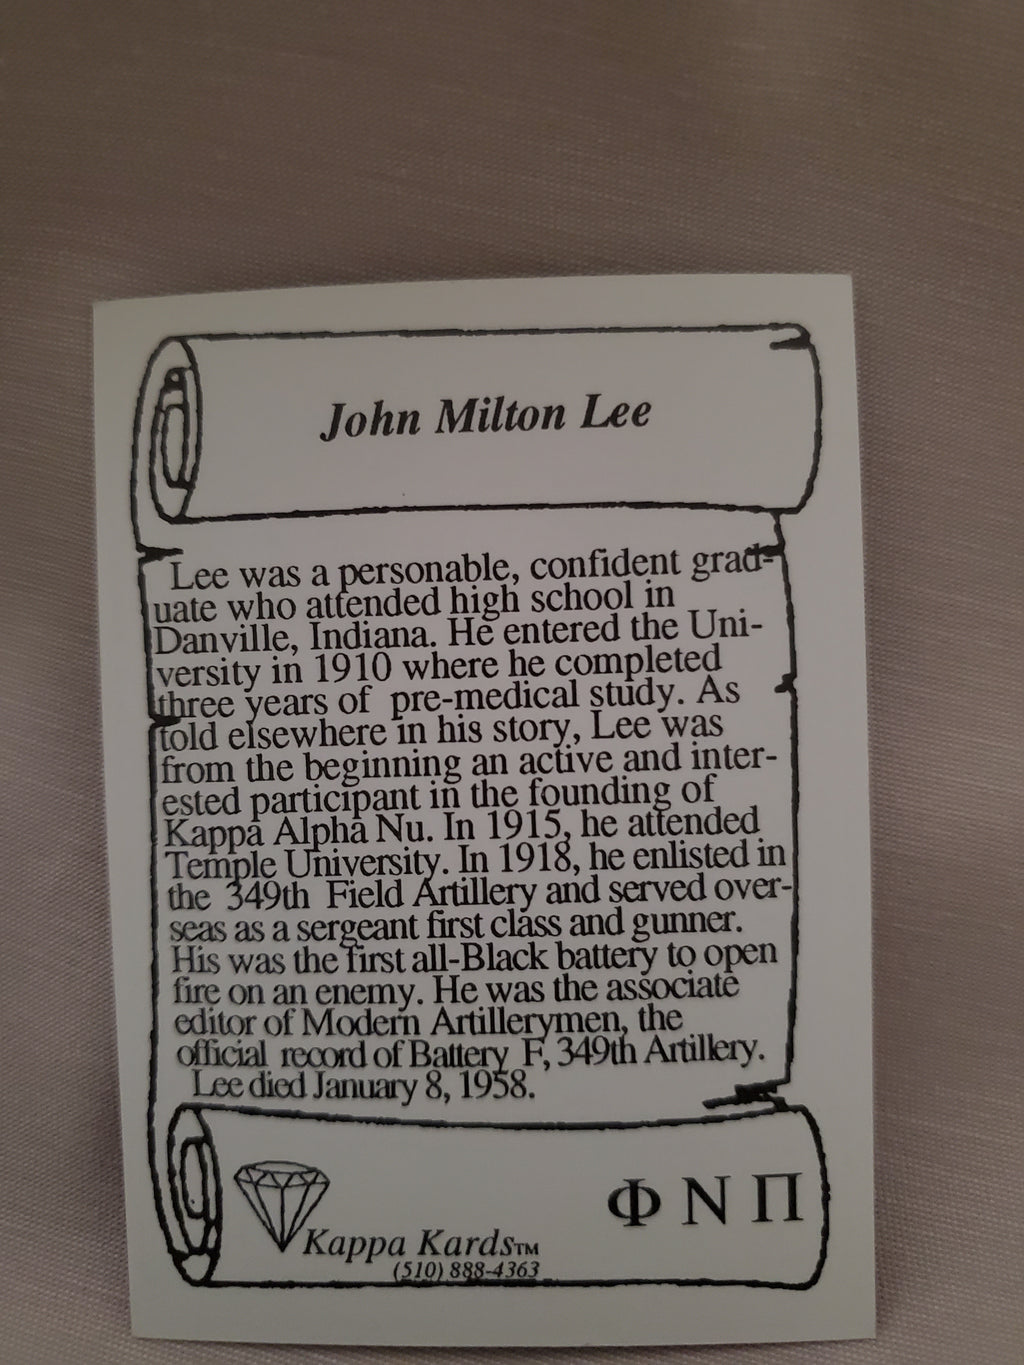 John Milton Lee
Lee was a personable, confident grad-
uate who attended high school in
Danville, Indiana. He entered the Uni-
versity in 1910 where he completed
three years of pre-medical study. As
told elsewhere in his story, Lee was
from the beginning an active and inter-
ested participant in the founding of
Kappa Alpha Nu. In 1915, he attended
Temple University. In 1918, he enlisted in
the 349th Field Artillery and served over-
seas as a sergeant first class and gunner.
His was the first all-Black battery to open
fire on an enemy. He was the associate
editor of Modern Artillerymen, the
official record of Battery F, 349th Artillery.
Lee died January 8, 1958.
Φ Ν Π
Kappa Kards™
(510) 888-4363